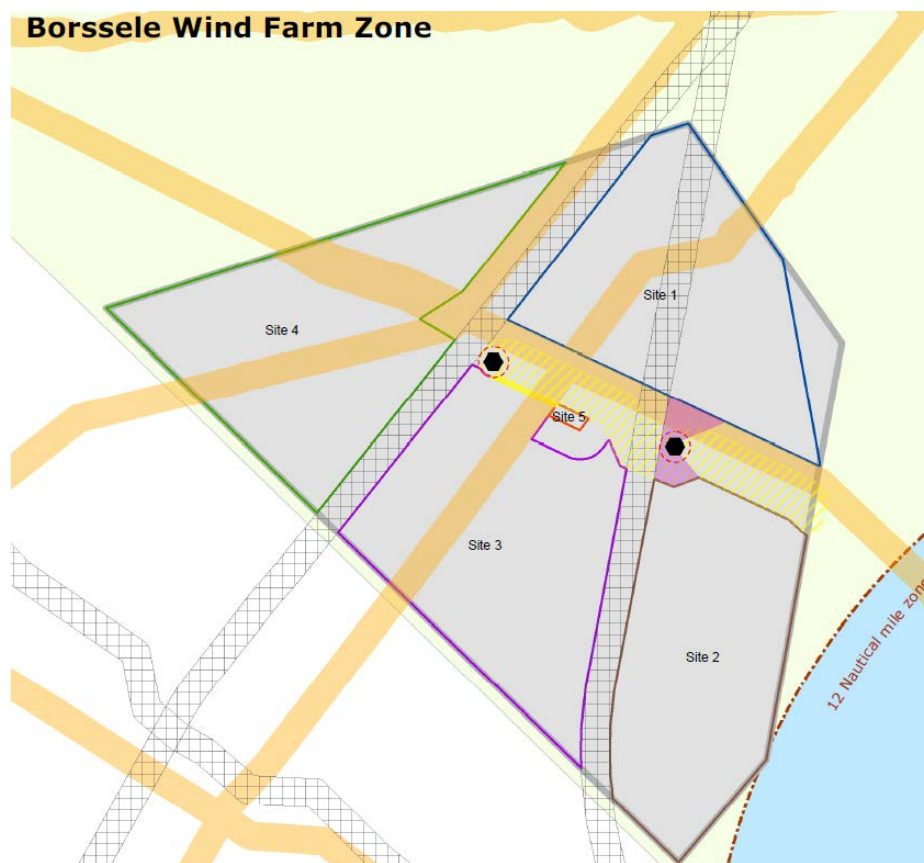 Borssele Wind Farm Zone
Site 1
Site 4
Site 5
Site 3
Site 2
12 Nautical mile zone